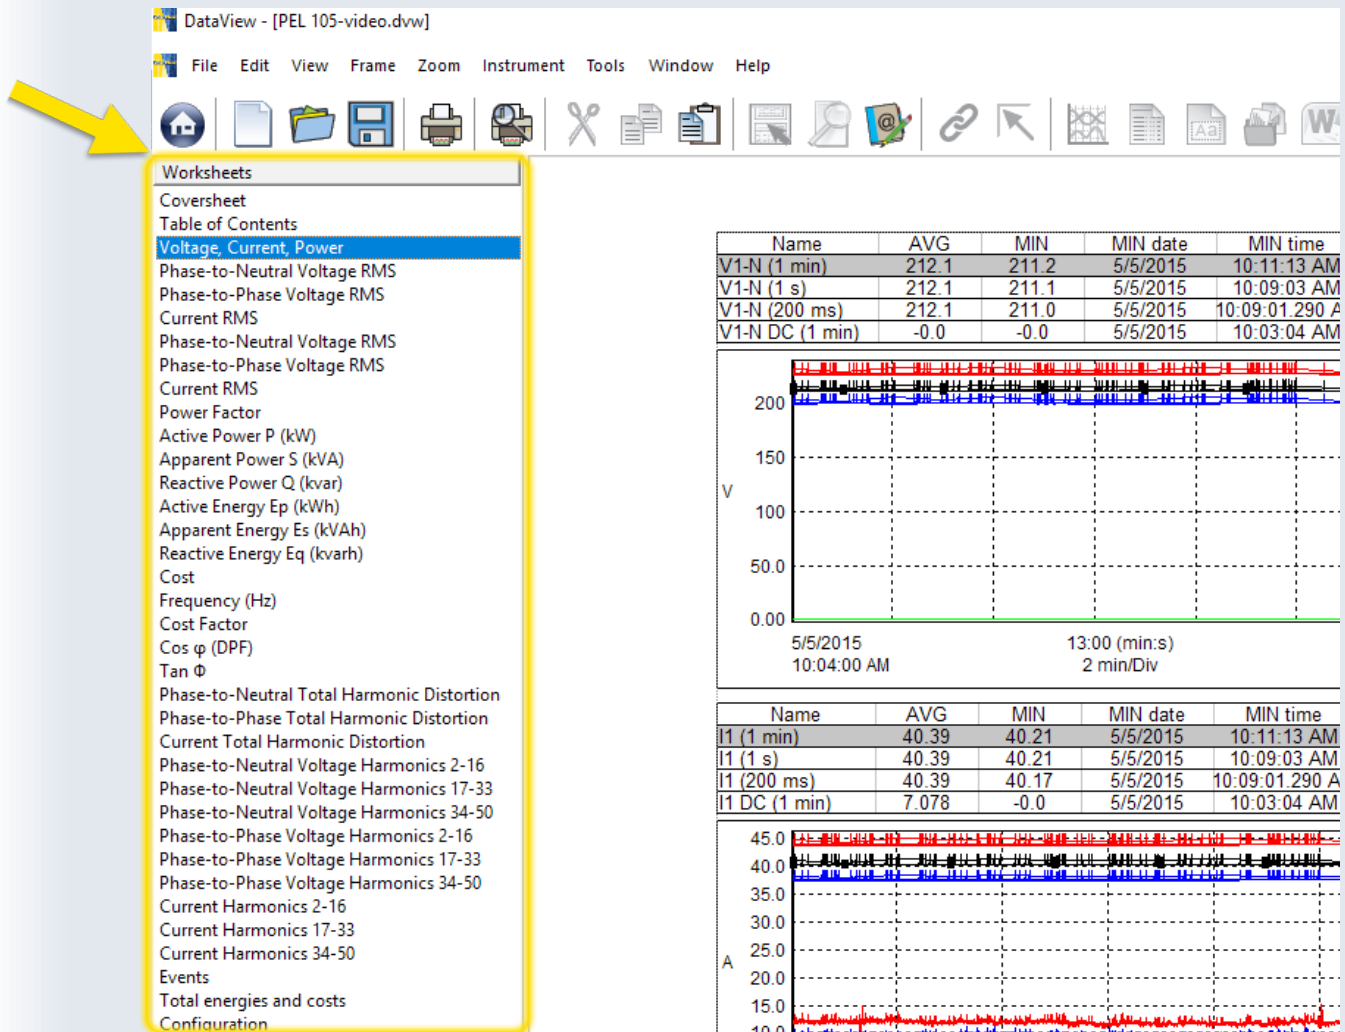 DataView - [PEL 105-video.dvw]
File Edit View Frame Zoom Instrument Tools Window Help
Worksheets
Coversheet
Table of Contents
Voltage, Current, Power
Phase-to-Neutral Voltage RMS
Phase-to-Phase Voltage RMS
Current RMS
Phase-to-Neutral Voltage RMS
Phase-to-Phase Voltage RMS
Current RMS
Power Factor
Active Power P (kW)
Apparent Power S (kVA)
Reactive Power Q (kvar)
Active Energy Ep (kWh)
Apparent Energy Es (kVAh)
Reactive Energy Eq (kvarh)
Cost
Frequency (Hz)
Cost Factor
Cos φ (DPF)
Tan Φ
Phase-to-Neutral Total Harmonic Distortion
Phase-to-Phase Total Harmonic Distortion
Current Total Harmonic Distortion
Phase-to-Neutral Voltage Harmonics 2-16
Phase-to-Neutral Voltage Harmonics 17-33
Phase-to-Neutral Voltage Harmonics 34-50
Phase-to-Phase Voltage Harmonics 2-16
Phase-to-Phase Voltage Harmonics 17-33
Phase-to-Phase Voltage Harmonics 34-50
Current Harmonics 2-16
Current Harmonics 17-33
Current Harmonics 34-50
Events
Total energies and costs
Configuration
Name AVG MIN MIN date MIN time
V1-N (1 min) 212.1 211.2 5/5/2015 10:11:13 AM
V1-N (1 s) 212.1 211.1 5/5/2015 10:09:03 AM
V1-N (200 ms) 212.1 211.0 5/5/2015 10:09:01.290 A
V1-N DC (1 min) -0.0 -0.0 5/5/2015 10:03:04 AM
200
150
V
100
50.0
0.00
5/5/2015 13:00 (min:s)
10:04:00 AM 2 min/Div
Name AVG MIN MIN date MIN time
I1 (1 min) 40.39 40.21 5/5/2015 10:11:13 AM
I1 (1 s) 40.39 40.21 5/5/2015 10:09:03 AM
I1 (200 ms) 40.39 40.17 5/5/2015 10:09:01.290 A
I1 DC (1 min) 7.078 -0.0 5/5/2015 10:03:04 AM
45.0
40.0
35.0
30.0
25.0
A
20.0
15.0
10.0